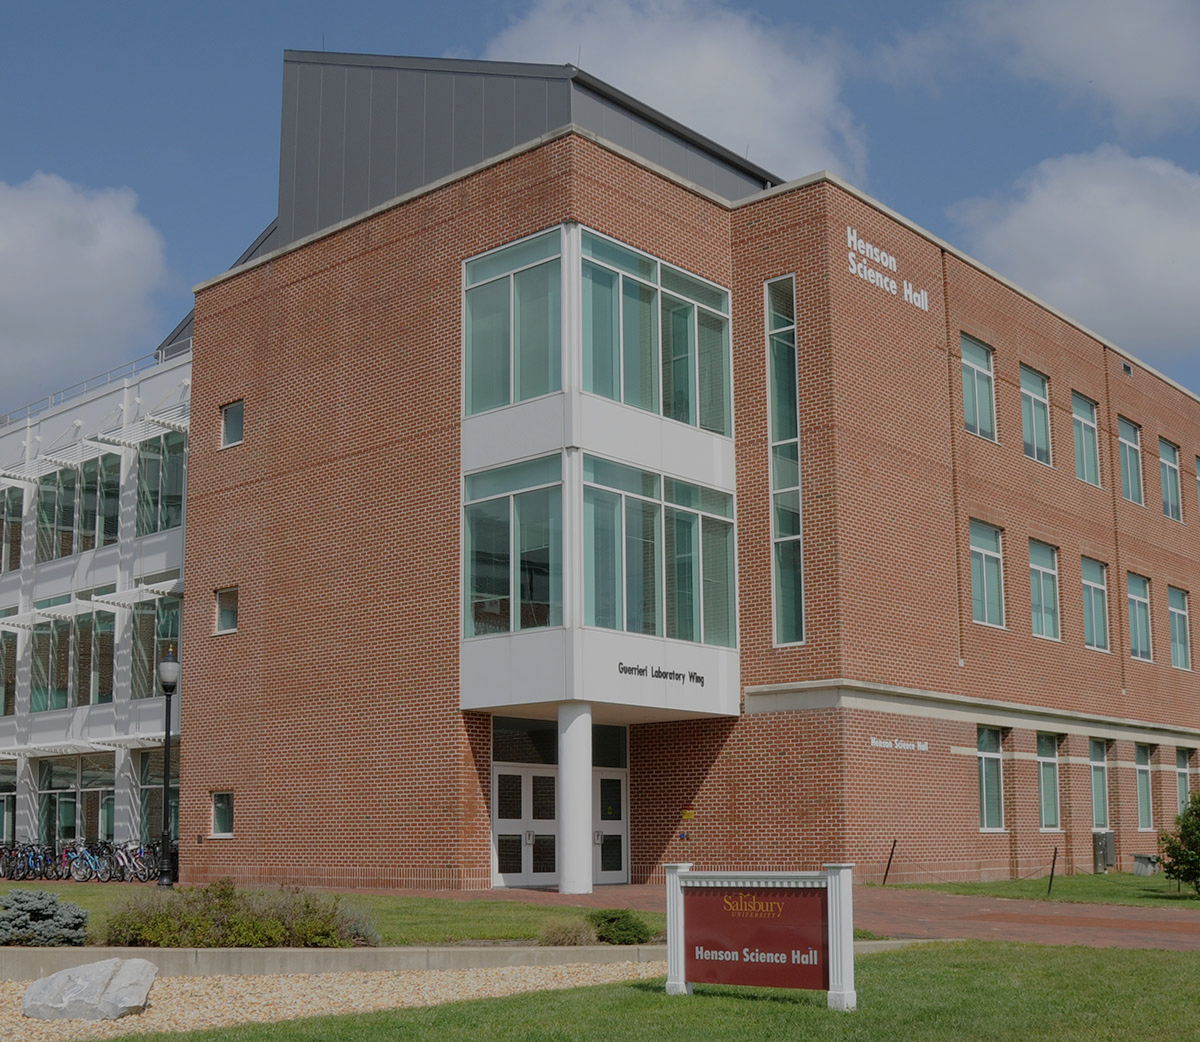 Henson
Science Hall
Guerrieri Laboratory Wing
Henson Science Hall
Salisbury
UNIVERSITY
Henson Science Hall